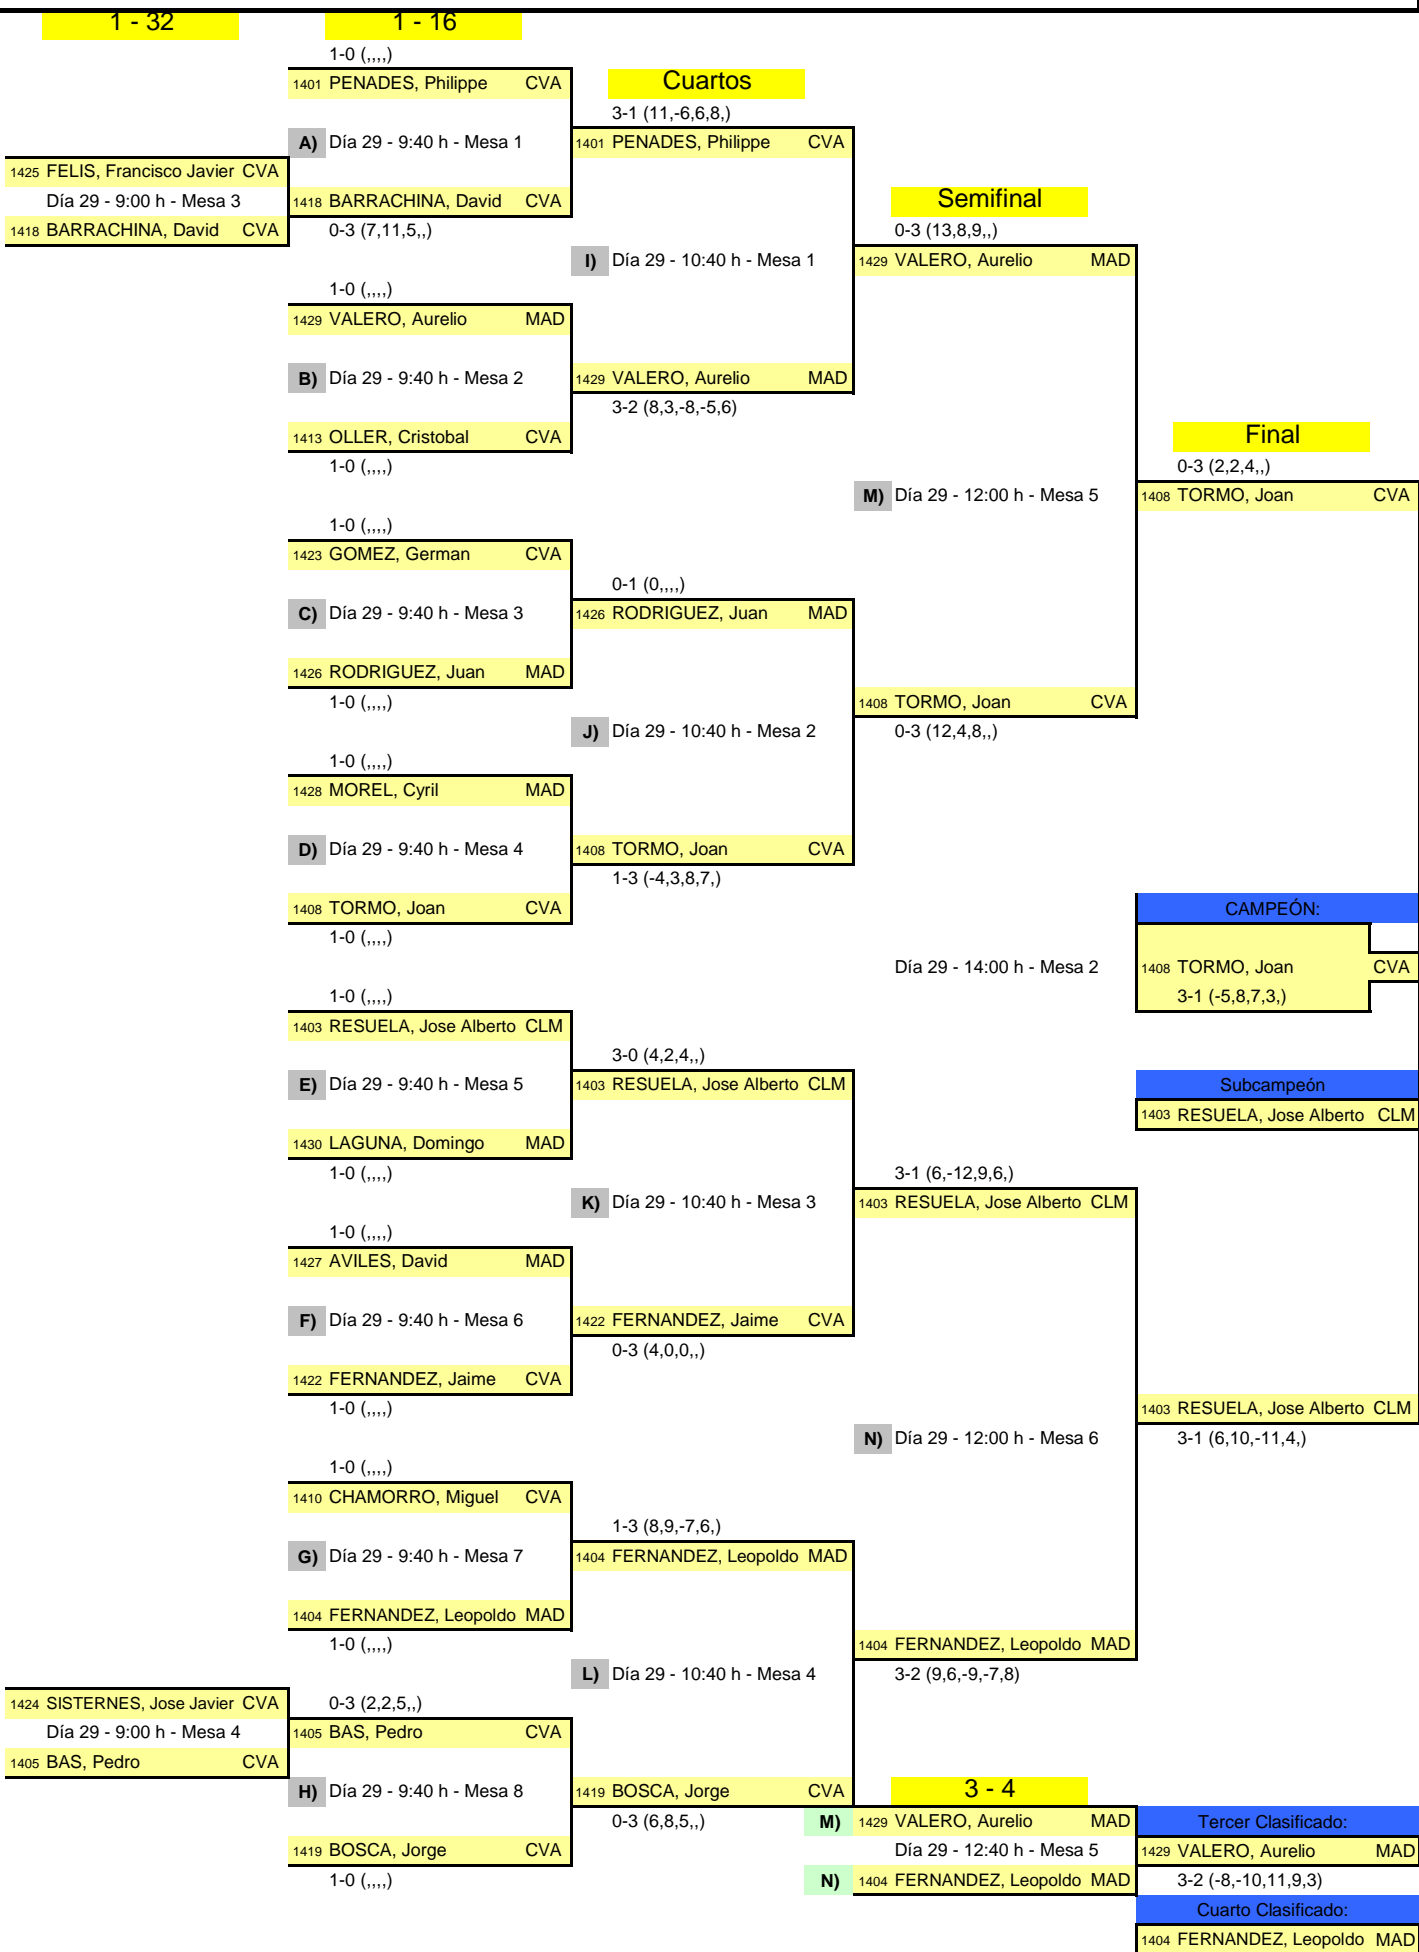 1 - 32
1 - 16
1-0 (,,,,)
1401 PENADES, Philippe CVA
Cuartos
3-1 (11,-6,6,8,)
A) Día 29 - 9:40 h - Mesa 1
1401 PENADES, Philippe CVA
1425 FELIS, Francisco Javier CVA
Día 29 - 9:00 h - Mesa 3
1418 BARRACHINA, David CVA
Semifinal
1418 BARRACHINA, David CVA
0-3 (7,11,5,,)
0-3 (13,8,9,,)
I) Día 29 - 10:40 h - Mesa 1
1429 VALERO, Aurelio MAD
1-0 (,,,,)
1429 VALERO, Aurelio MAD
B) Día 29 - 9:40 h - Mesa 2
1429 VALERO, Aurelio MAD
3-2 (8,3,-8,-5,6)
1413 OLLER, Cristobal CVA
Final
1-0 (,,,,)
0-3 (2,2,4,,)
M) Día 29 - 12:00 h - Mesa 5
1408 TORMO, Joan CVA
1-0 (,,,,)
1423 GOMEZ, German CVA
0-1 (0,,,,)
C) Día 29 - 9:40 h - Mesa 3
1426 RODRIGUEZ, Juan MAD
1426 RODRIGUEZ, Juan MAD
1-0 (,,,,)
1408 TORMO, Joan CVA
J) Día 29 - 10:40 h - Mesa 2
0-3 (12,4,8,,)
1-0 (,,,,)
1428 MOREL, Cyril MAD
D) Día 29 - 9:40 h - Mesa 4
1408 TORMO, Joan CVA
1-3 (-4,3,8,7,)
1408 TORMO, Joan CVA
CAMPEÓN:
1-0 (,,,,)
Día 29 - 14:00 h - Mesa 2
1408 TORMO, Joan CVA
1-0 (,,,,)
3-1 (-5,8,7,3,)
1403 RESUELA, Jose Alberto CLM
3-0 (4,2,4,,)
E) Día 29 - 9:40 h - Mesa 5
1403 RESUELA, Jose Alberto CLM
Subcampeón
1403 RESUELA, Jose Alberto CLM
1430 LAGUNA, Domingo MAD
1-0 (,,,,)
3-1 (6,-12,9,6,)
K) Día 29 - 10:40 h - Mesa 3
1403 RESUELA, Jose Alberto CLM
1-0 (,,,,)
1427 AVILES, David MAD
F) Día 29 - 9:40 h - Mesa 6
1422 FERNANDEZ, Jaime CVA
0-3 (4,0,0,,)
1422 FERNANDEZ, Jaime CVA
1-0 (,,,,)
1403 RESUELA, Jose Alberto CLM
N) Día 29 - 12:00 h - Mesa 6
3-1 (6,10,-11,4,)
1-0 (,,,,)
1410 CHAMORRO, Miguel CVA
1-3 (8,9,-7,6,)
G) Día 29 - 9:40 h - Mesa 7
1404 FERNANDEZ, Leopoldo MAD
1404 FERNANDEZ, Leopoldo MAD
1-0 (,,,,)
1404 FERNANDEZ, Leopoldo MAD
L) Día 29 - 10:40 h - Mesa 4
3-2 (9,6,-9,-7,8)
1424 SISTERNES, Jose Javier CVA
0-3 (2,2,5,,)
Día 29 - 9:00 h - Mesa 4
1405 BAS, Pedro CVA
1405 BAS, Pedro CVA
H) Día 29 - 9:40 h - Mesa 8
1419 BOSCA, Jorge CVA
3 - 4
0-3 (6,8,5,,)
M) 1429 VALERO, Aurelio MAD
Tercer Clasificado:
1419 BOSCA, Jorge CVA
Día 29 - 12:40 h - Mesa 5
1429 VALERO, Aurelio MAD
1-0 (,,,,)
N) 1404 FERNANDEZ, Leopoldo MAD
3-2 (-8,-10,11,9,3)
Cuarto Clasificado:
1404 FERNANDEZ, Leopoldo MAD